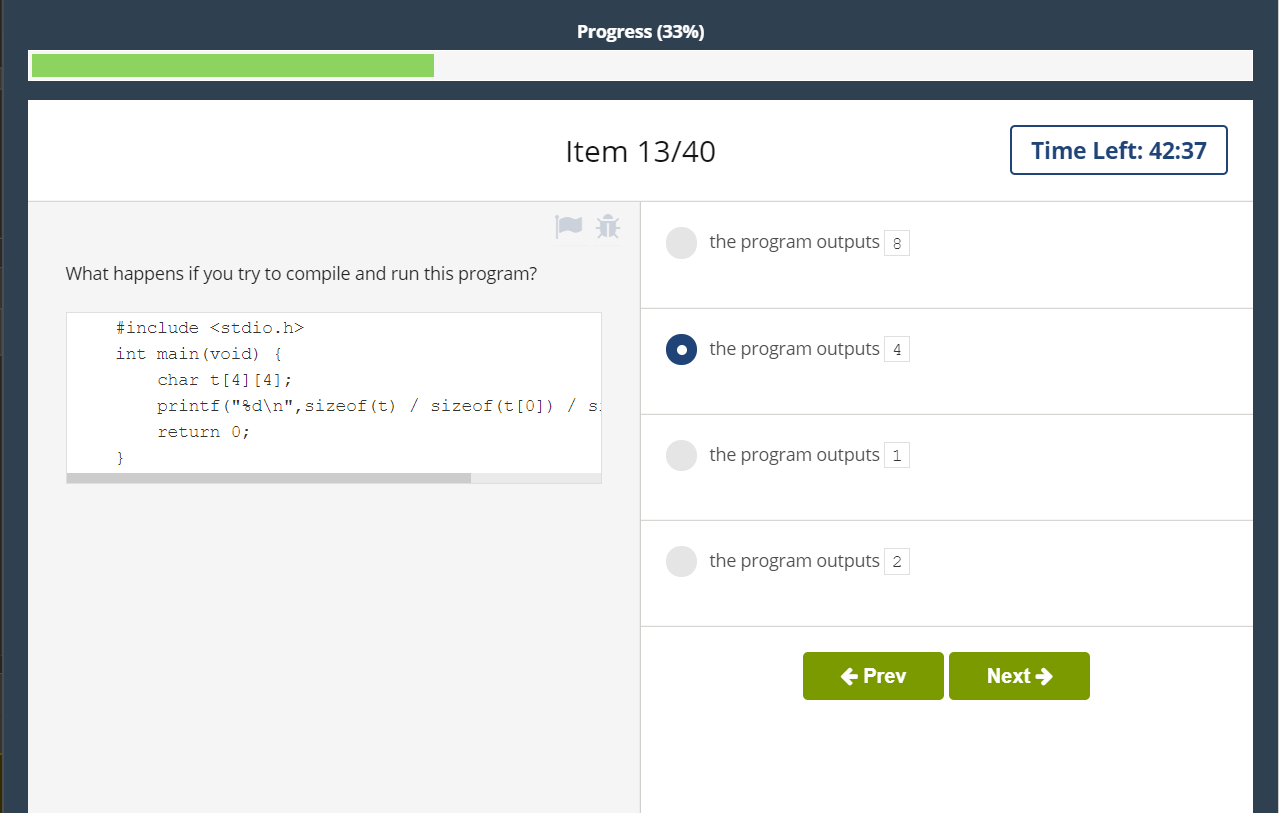 Progress (33%)
Item 13/40
Time Left: 42:37
What happens if you try to compile and run this program?
#include <stdio.h>
int main(void) {
char t[4][4];
printf("%d\n",sizeof(t) / sizeof(t[0]) / s
return 0;
}
the program outputs 8
the program outputs 4
the program outputs 1
the program outputs 2
Prev
Next